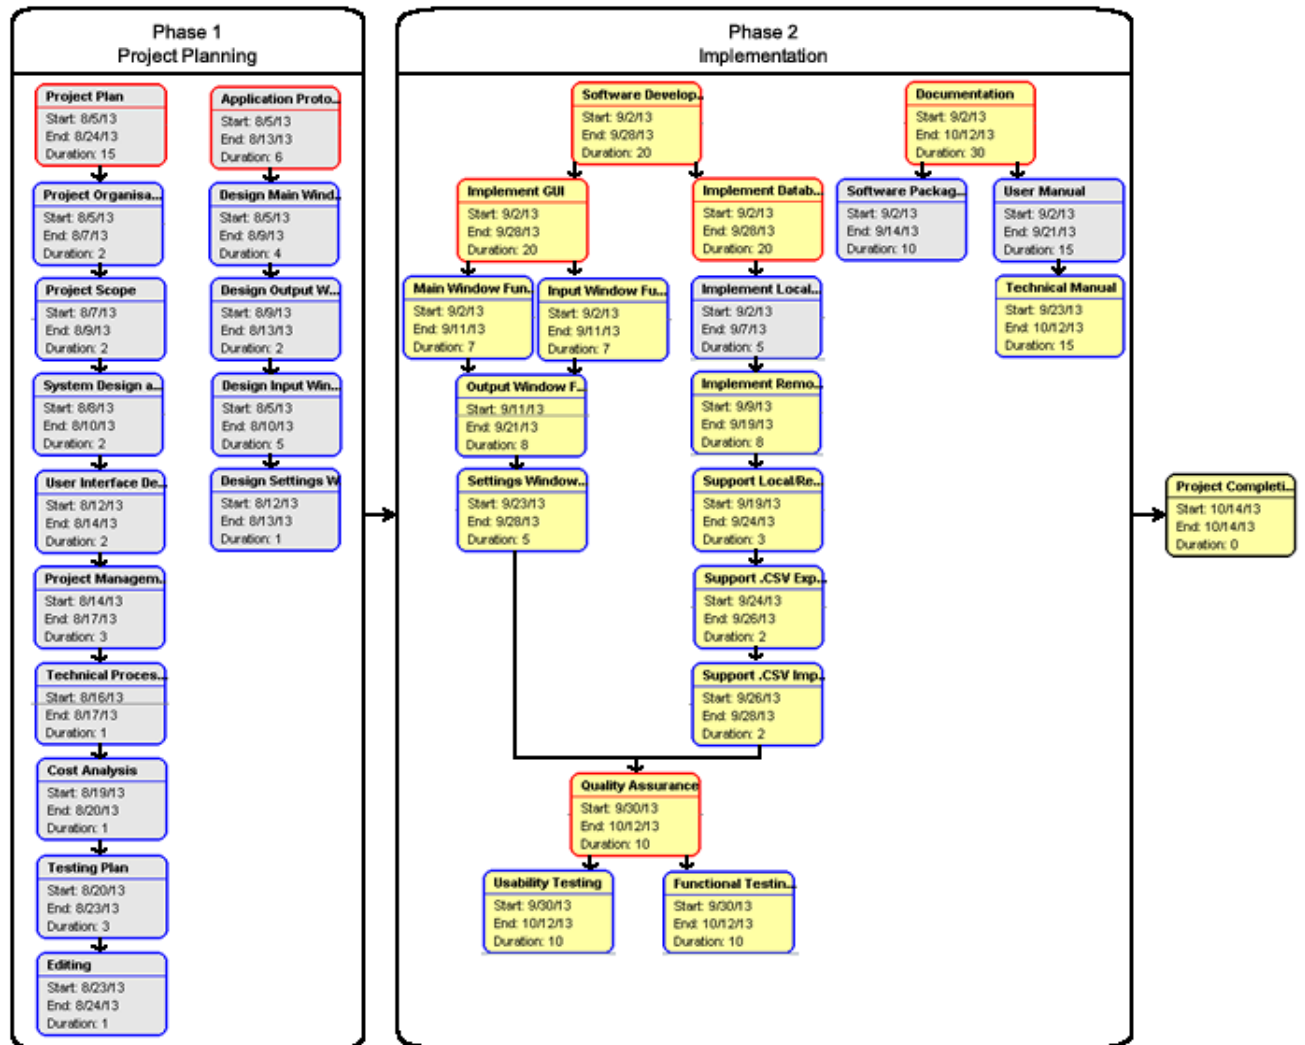 Phase 1
Project Planning
Project Plan
Start: 8/5/13
End: 8/24/13
Duration: 15
Project Organisa...
Start: 8/5/13
End: 8/7/13
Duration: 2
Project Scope
Start: 8/7/13
End: 8/9/13
Duration: 2
System Design a...
Start: 8/8/13
End: 8/10/13
Duration: 2
User Interface De...
Start: 8/12/13
End: 8/14/13
Duration: 2
Project Managem...
Start: 8/14/13
End: 8/17/13
Duration: 3
Technical Proces...
Start: 8/16/13
End: 8/17/13
Duration: 1
Cost Analysis
Start: 8/19/13
End: 8/20/13
Duration: 1
Testing Plan
Start: 8/20/13
End: 8/23/13
Duration: 3
Editing
Start: 8/23/13
End: 8/24/13
Duration: 1
Application Proto...
Start: 8/5/13
End: 8/13/13
Duration: 6
Design Main Wind...
Start: 8/5/13
End: 8/9/13
Duration: 4
Design Output W...
Start: 8/9/13
End: 8/13/13
Duration: 2
Design Input Win...
Start: 8/5/13
End: 8/10/13
Duration: 5
Design Settings W
Start: 8/12/13
End: 8/13/13
Duration: 1
Phase 2
Implementation
Software Develop...
Start: 9/2/13
End: 9/28/13
Duration: 20
Implement GUI
Start: 9/2/13
End: 9/28/13
Duration: 20
Main Window Fun...
Start: 9/2/13
End: 9/11/13
Duration: 7
Input Window Fu...
Start: 9/2/13
End: 9/11/13
Duration: 7
Output Window F...
Start: 9/11/13
End: 9/21/13
Duration: 8
Settings Window...
Start: 9/23/13
End: 9/28/13
Duration: 5
Implement Datab...
Start: 9/2/13
End: 9/28/13
Duration: 20
Implement Local...
Start: 9/2/13
End: 9/7/13
Duration: 5
Implement Remo...
Start: 9/9/13
End: 9/19/13
Duration: 8
Support Local/Re...
Start: 9/19/13
End: 9/24/13
Duration: 3
Support .CSV Exp...
Start: 9/24/13
End: 9/26/13
Duration: 2
Support .CSV Imp...
Start: 9/26/13
End: 9/28/13
Duration: 2
Quality Assurance
Start: 9/30/13
End: 10/12/13
Duration: 10
Usability Testing
Start: 9/30/13
End: 10/12/13
Duration: 10
Functional Testin...
Start: 9/30/13
End: 10/12/13
Duration: 10
Documentation
Start: 9/2/13
End: 10/12/13
Duration: 30
Software Packag...
Start: 9/2/13
End: 9/14/13
Duration: 10
User Manual
Start: 9/2/13
End: 9/21/13
Duration: 15
Technical Manual
Start: 9/23/13
End: 10/12/13
Duration: 15
Project Completi...
Start: 10/14/13
End: 10/14/13
Duration: 0